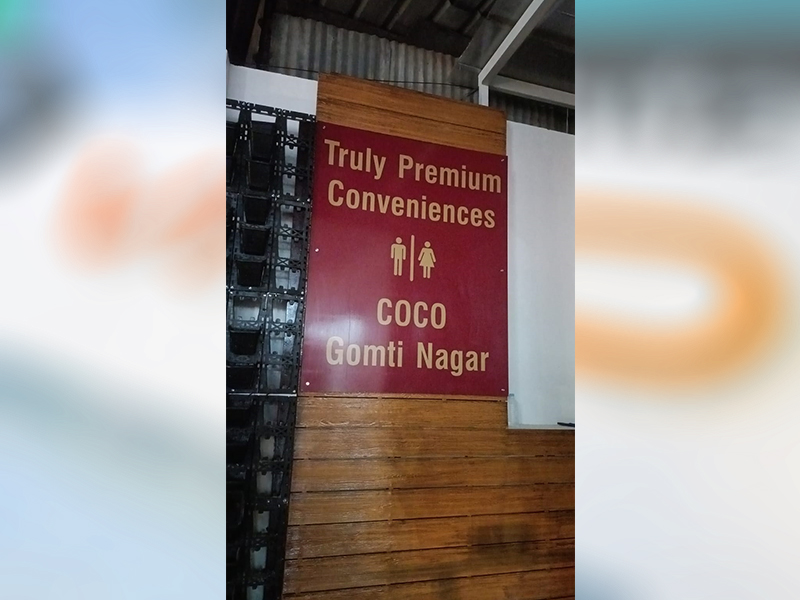 Truly Premium
Conveniences
COCO
Gomti Nagar